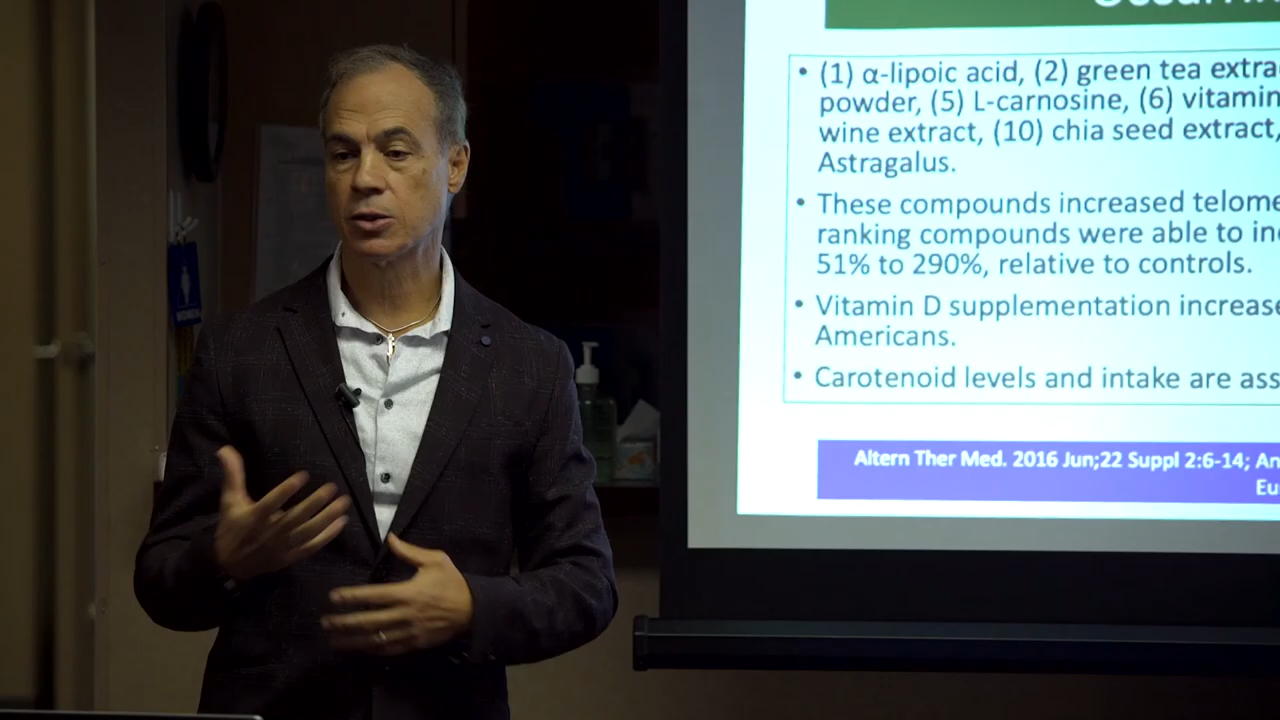 • (1) α-lipoic acid, (2) green tea extra
powder, (5) L-carnosine, (6) vitamin
wine extract, (10) chia seed extract,
Astragalus.
• These compounds increased telome
ranking compounds were able to in
51% to 290%, relative to controls.
• Vitamin D supplementation increase
Americans.
• Carotenoid levels and intake are ass
Altern Ther Med. 2016 Jun;22 Suppl 2:6-14; An
Eu